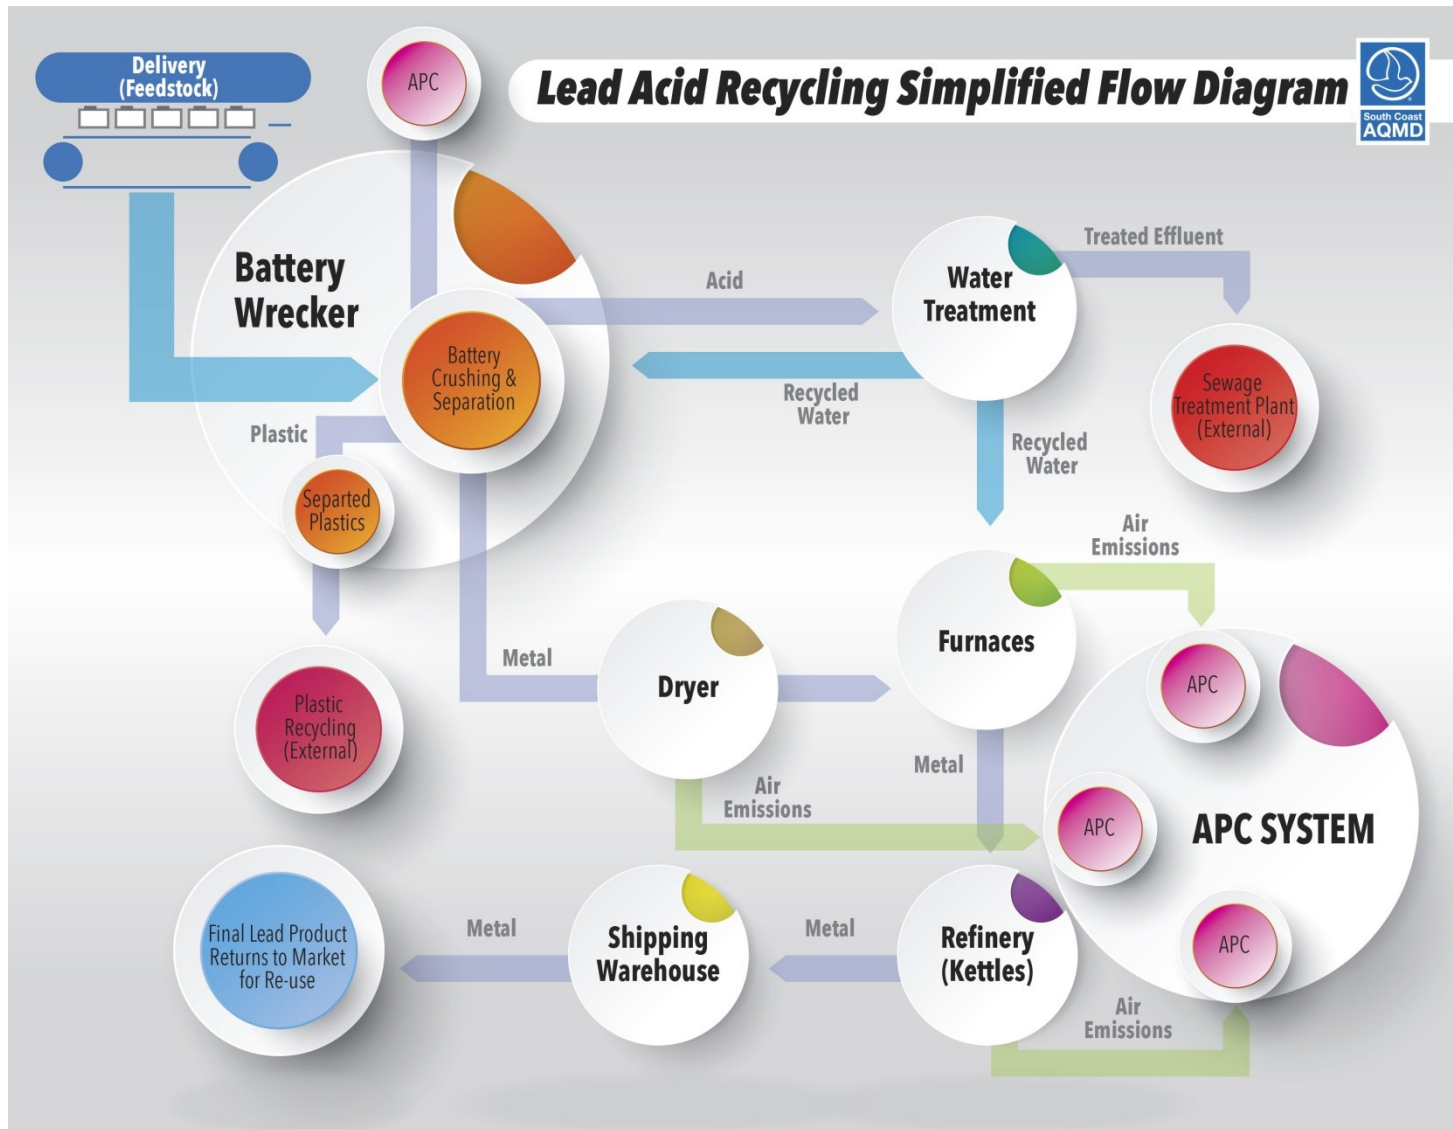 Delivery
(Feedstock)
APC
Lead Acid Recycling Simplified Flow Diagram
South Coast
AQMD
Battery
Wrecker
Acid
Water
Treatment
Treated Effluent
Battery
Crushing &
Separation
Recycled
Water
Sewage
Treatment Plant
(External)
Plastic
Recycled
Water
Separted
Plastics
Air
Emissions
Furnaces
Metal
Dryer
APC
Plastic
Recycling
(External)
Metal
Air
Emissions
APC
APC SYSTEM
Final Lead Product
Returns to Market
for Re-use
Metal
Shipping
Warehouse
Metal
Refinery
(Kettles)
APC
Air
Emissions